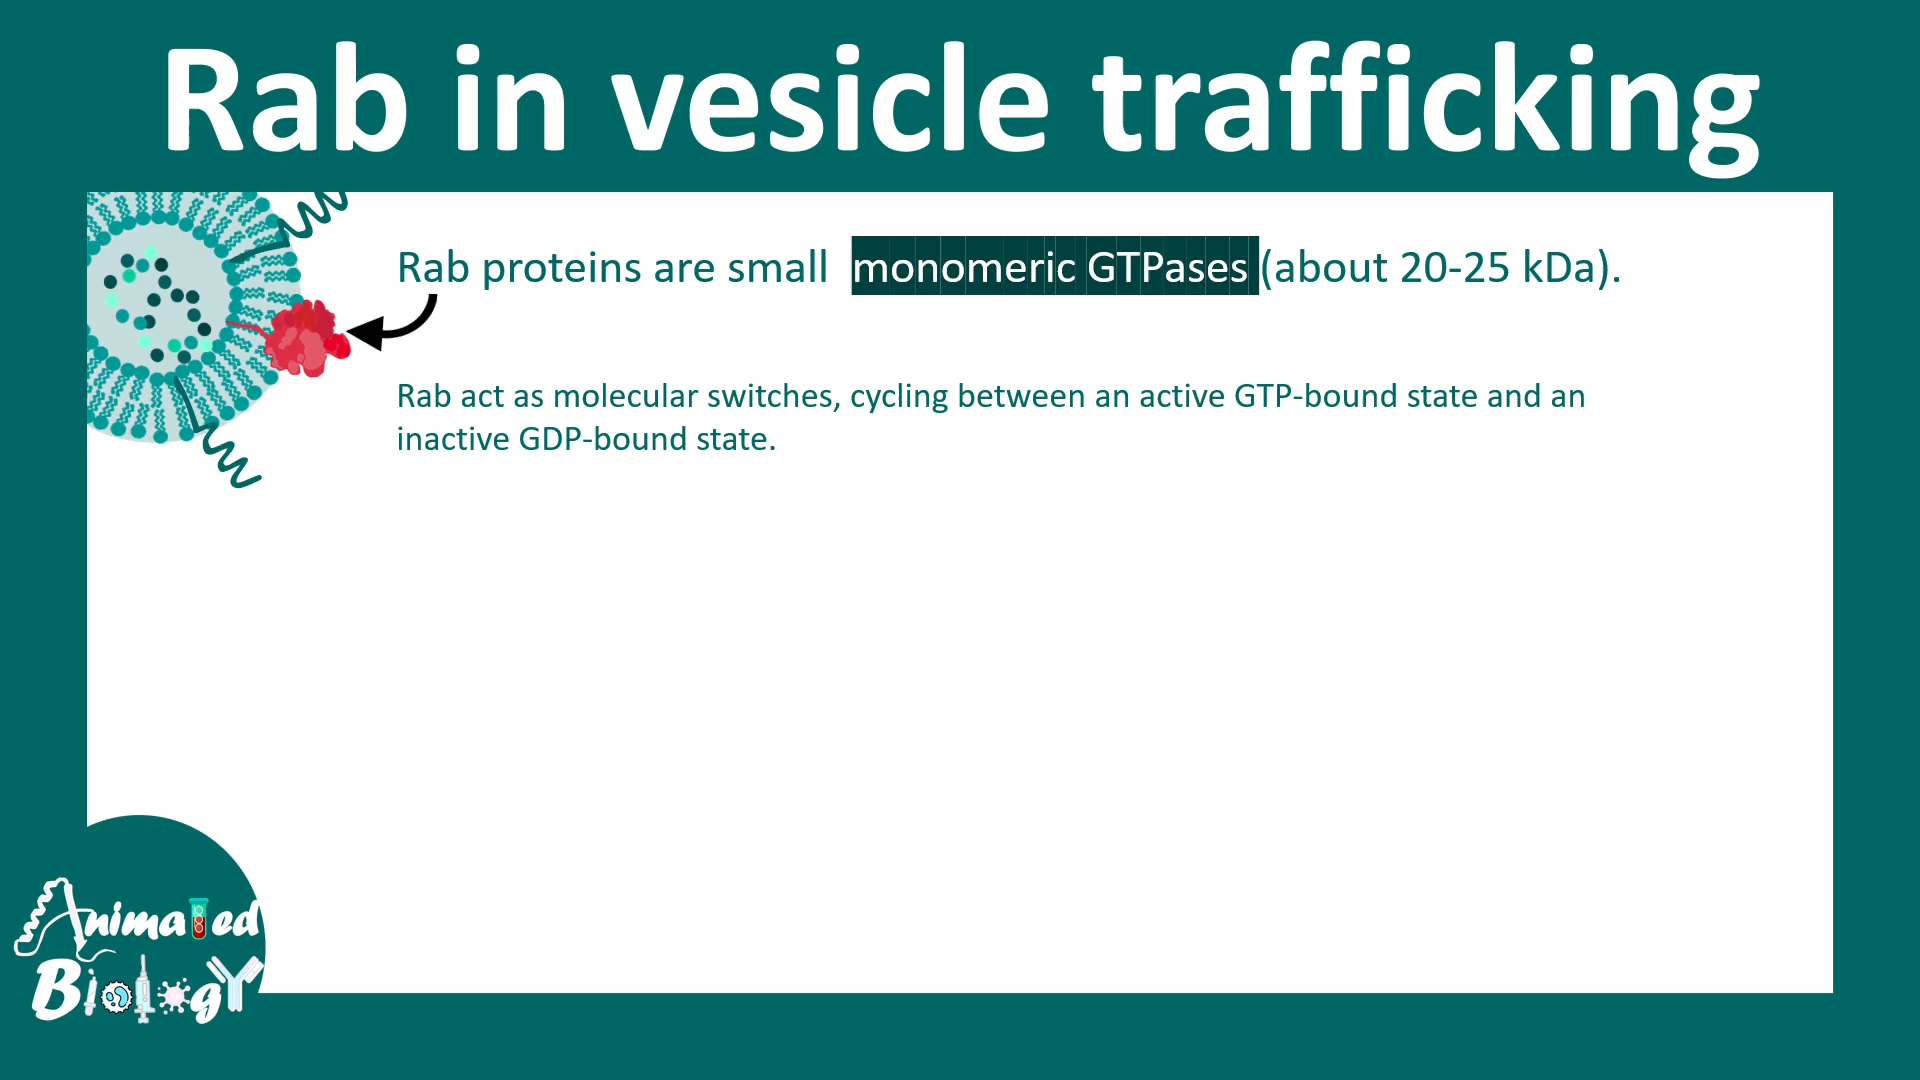 Rab in vesicle trafficking
Rab proteins are small monomeric GTPases (about 20-25 kDa).
Rab act as molecular switches, cycling between an active GTP-bound state and an
inactive GDP-bound state.
Animated
BiologY